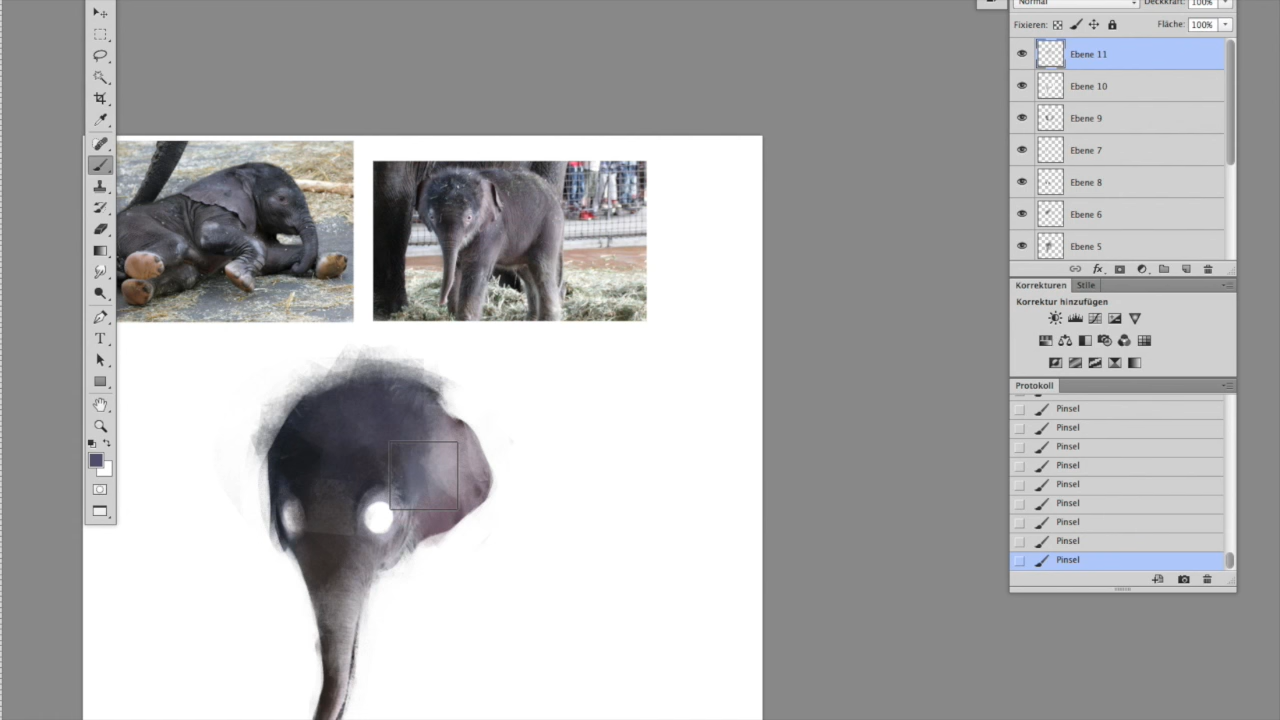 Normal Deckkraft: 100%
Fixieren: Fläche: 100%
Ebene 11
Ebene 10
Ebene 9
Ebene 7
Ebene 8
Ebene 6
Ebene 5
fx
Korrekturen Stile
Korrektur hinzufügen
Protokoll
Pinsel
Pinsel
Pinsel
Pinsel
Pinsel
Pinsel
Pinsel
Pinsel
Pinsel